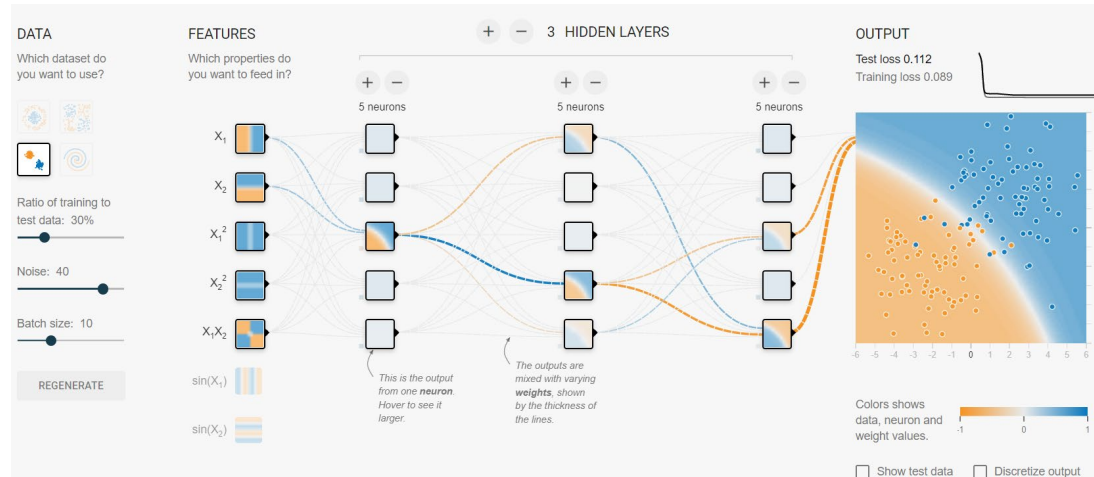 DATA
Which dataset do
you want to use?
Ratio of training to
test data: 30%
Noise: 40
Batch size: 10
REGENERATE
FEATURES
Which properties do
you want to feed in?
X₁
X₂
X₁²
X₂²
X₁X₂
sin(X₁)
sin(X₂)
+ − 3 HIDDEN LAYERS
+ −
5 neurons
+ −
5 neurons
+ −
5 neurons
This is the output
from one neuron.
Hover to see it
larger.
The outputs are
mixed with varying
weights, shown
by the thickness of
the lines.
OUTPUT
Test loss 0.112
Training loss 0.089
-6 -5 -4 -3 -2 -1 0 1 2 3 4 5 6
Colors shows
data, neuron and
weight values.
-1 0 1
Show test data
Discretize output